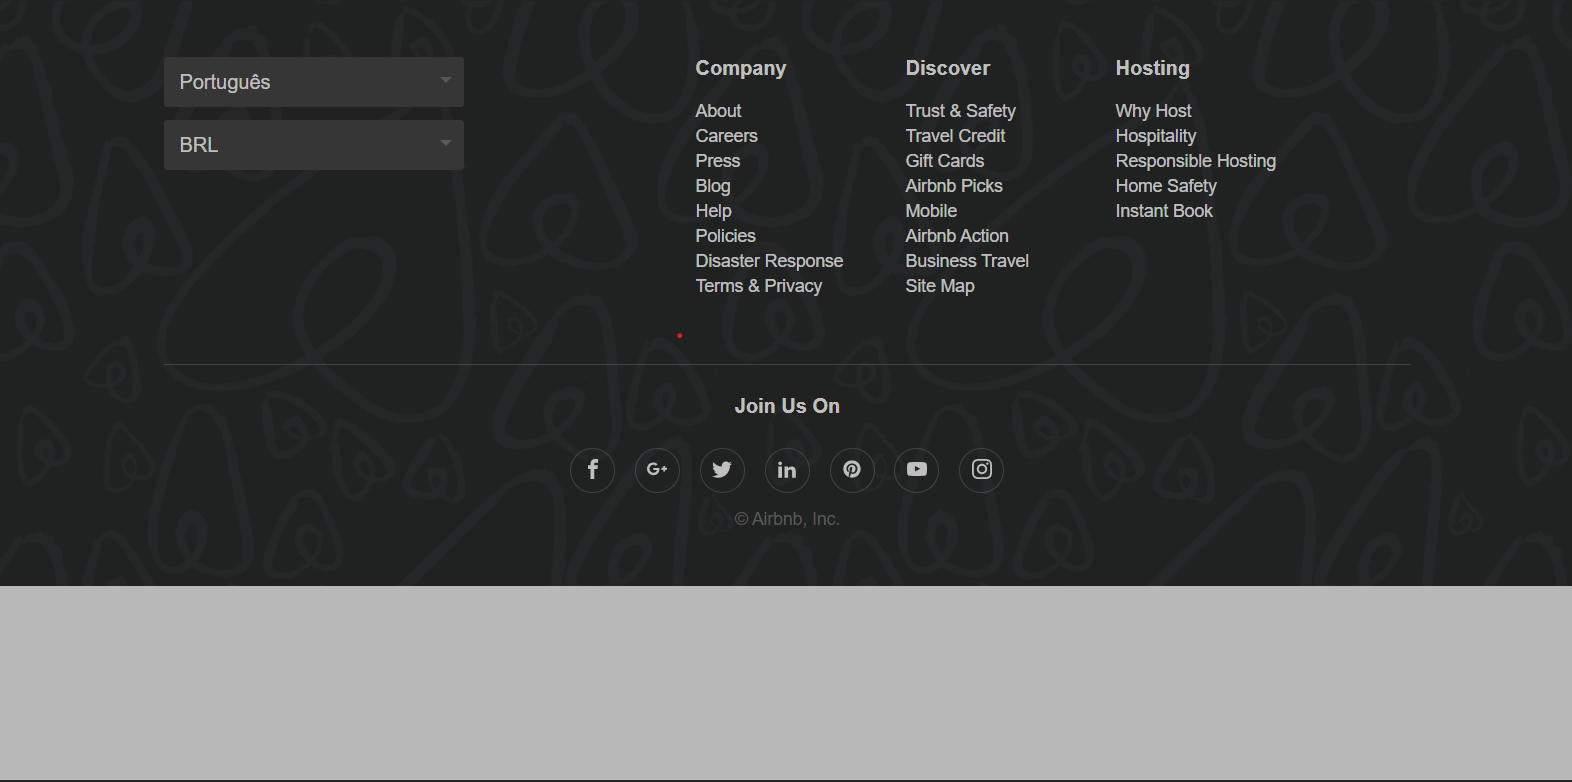 Português
BRL
Company
About
Careers
Press
Blog
Help
Policies
Disaster Response
Terms & Privacy
Discover
Trust & Safety
Travel Credit
Gift Cards
Airbnb Picks
Mobile
Airbnb Action
Business Travel
Site Map
Hosting
Why Host
Hospitality
Responsible Hosting
Home Safety
Instant Book
Join Us On
© Airbnb, Inc.